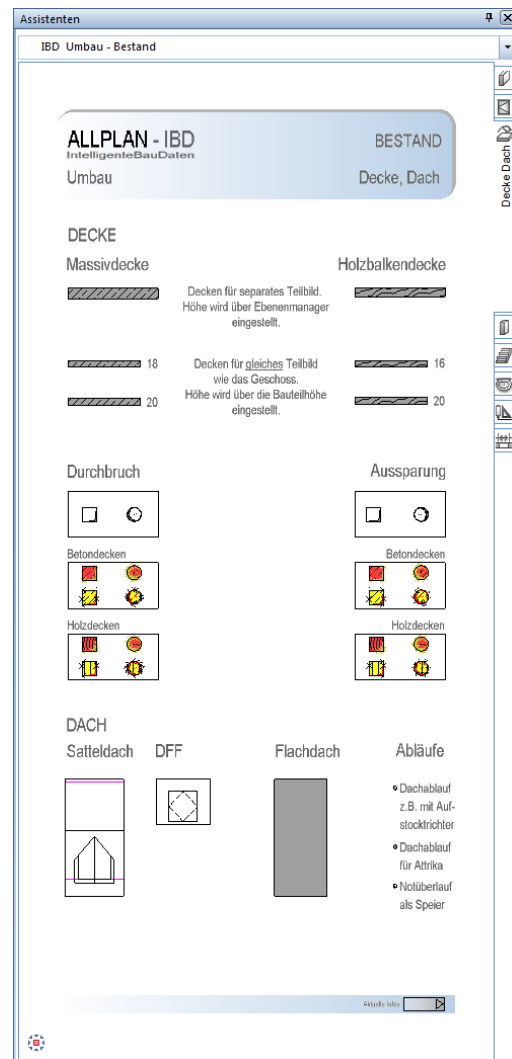 Assistenten
IBD Umbau - Bestand
ALLPLAN - IBD
IntelligenteBauDaten
BESTAND
Umbau
Decke, Dach
Decke Dach
DECKE
Massivdecke
Holzbalkendecke
Decken für separates Teilbild.
Höhe wird über Ebenenmanager
eingestellt.
18
Decken für gleiches Teilbild
wie das Geschoss.
Höhe wird über die Bauteilhöhe
eingestellt.
16
20
20
Durchbruch
Aussparung
Betondecken
Betondecken
Holzdecken
Holzdecken
DACH
Satteldach
DFF
Flachdach
Abläufe
Dachablauf
z.B. mit Auf-
stocktrichter
Dachablauf
für Attrika
Notüberlauf
als Speier
Aktuelle Infos